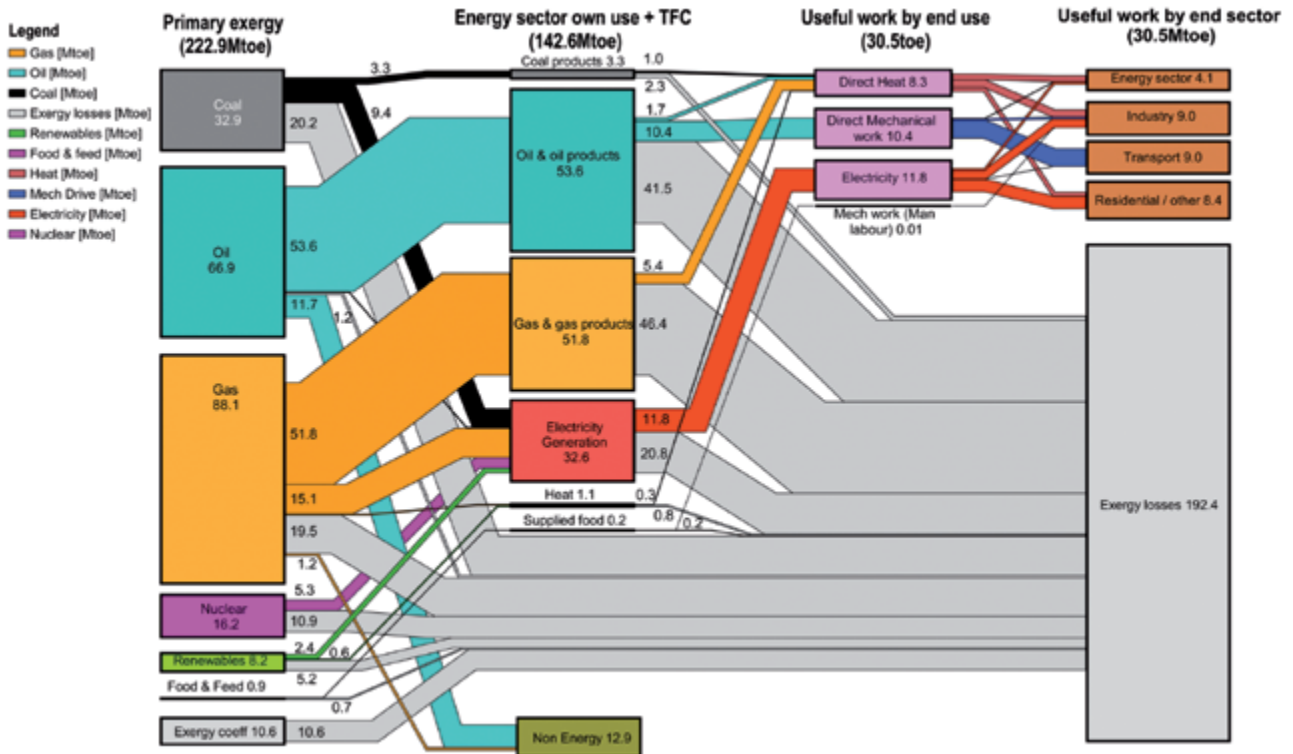 Legend
Gas [Mtoe]
Oil [Mtoe]
Coal [Mtoe]
Exergy losses [Mtoe]
Renewables [Mtoe]
Food & feed [Mtoe]
Heat [Mtoe]
Mech Drive [Mtoe]
Electricity [Mtoe]
Nuclear [Mtoe]
Primary exergy
(222.9Mtoe)
Energy sector own use + TFC
(142.6Mtoe)
Useful work by end use
(30.5toe)
Useful work by end sector
(30.5Mtoe)
Coal
32.9
Oil
66.9
Gas
88.1
Nuclear
16.2
Renewables 8.2
Food & Feed 0.9
Exergy coeff 10.6
3.3
9.4
20.2
53.6
11.7
1.2
51.8
15.1
19.5
1.2
5.3
10.9
2.4
0.6
5.2
0.7
10.6
Coal products 3.3
Oil & oil products
53.6
Gas & gas products
51.8
Electricity
Generation
32.6
Heat 1.1
Supplied food 0.2
Non Energy 12.9
1.0
2.3
1.7
10.4
41.5
5.4
46.4
11.8
20.8
0.3
0.8
0.2
Direct Heat 8.3
Direct Mechanical
work 10.4
Electricity 11.8
Mech work (Man
labour) 0.01
Energy sector 4.1
Industry 9.0
Transport 9.0
Residential / other 8.4
Exergy losses 192.4